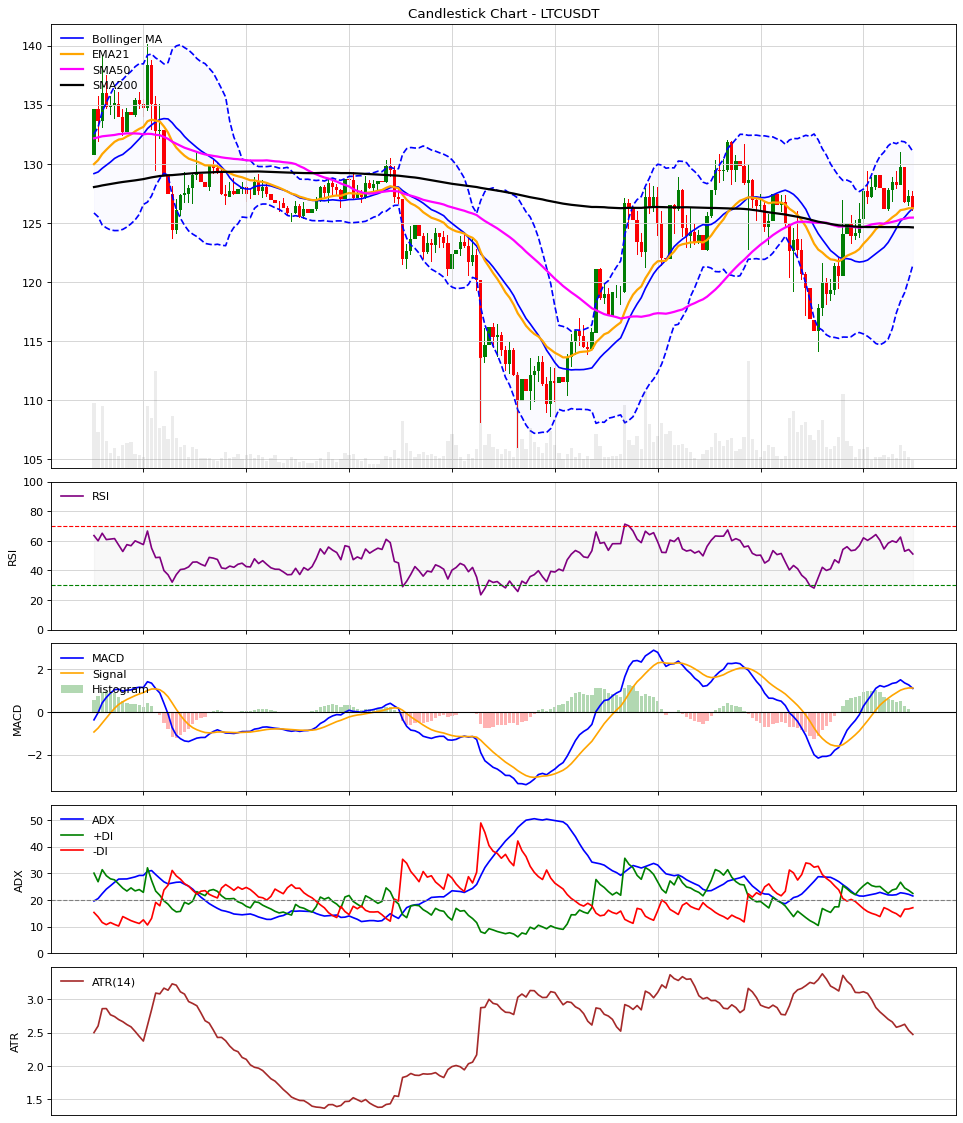 Candlestick Chart - LTCUSDT
Bollinger MA
EMA21
SMA50
SMA200
140
135
130
125
120
115
110
105
RSI
RSI
100
80
60
40
20
0
MACD
Signal
Histogram
MACD
2
0
−2
ADX
+DI
-DI
ADX
50
40
30
20
10
0
ATR(14)
ATR
3.0
2.5
2.0
1.5